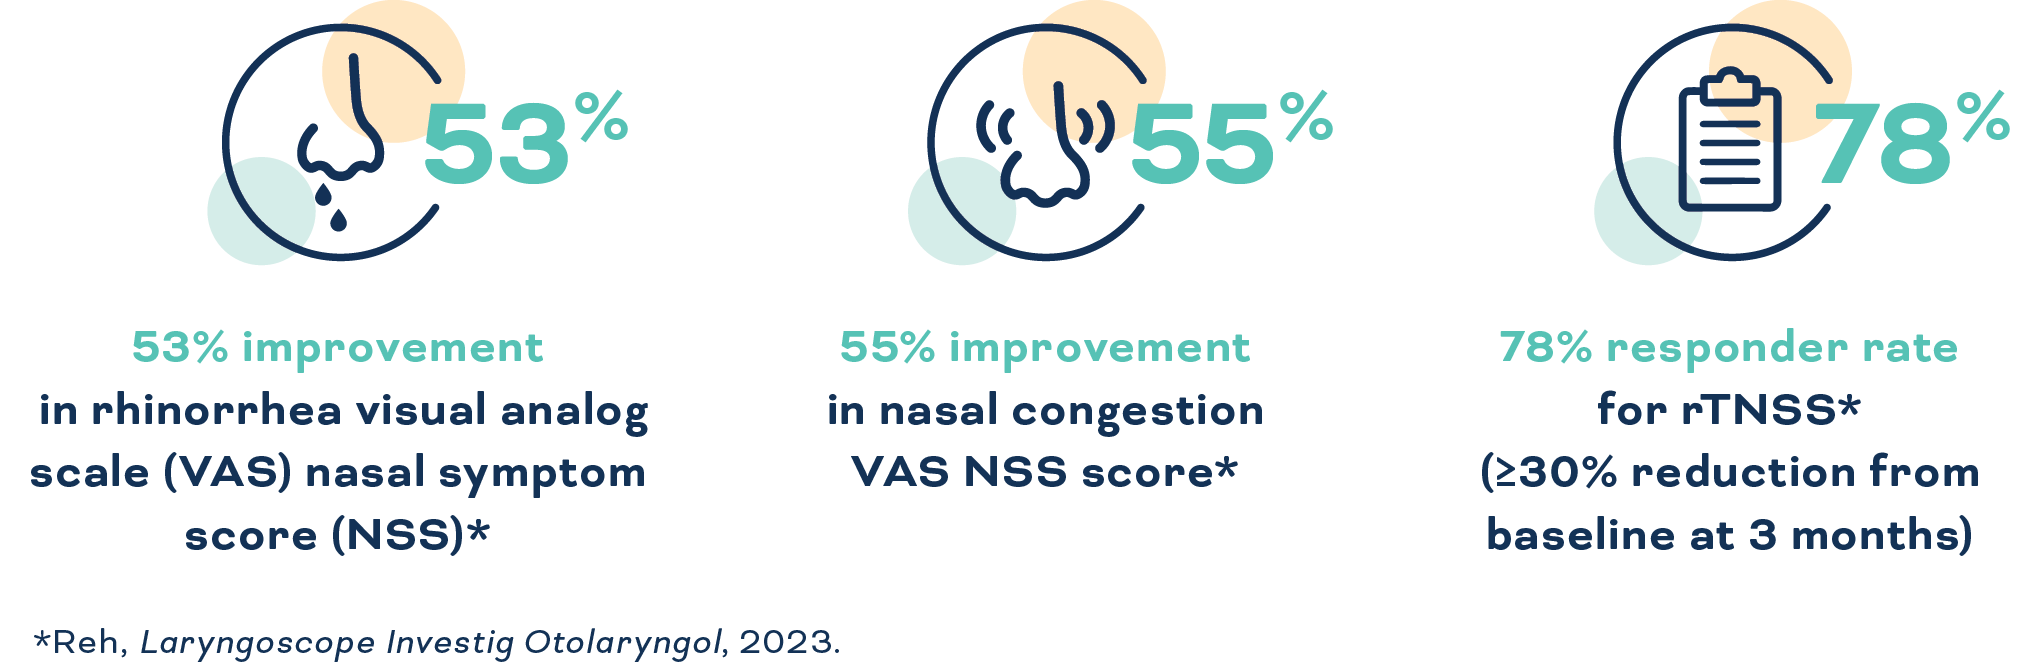 53%
53% improvement
in rhinorrhea visual analog
scale (VAS) nasal symptom
score (NSS)*
55%
55% improvement
in nasal congestion
VAS NSS score*
78%
78% responder rate
for rTNSS*
(≥30% reduction from
baseline at 3 months)
*Reh, Laryngoscope Investig Otolaryngol, 2023.